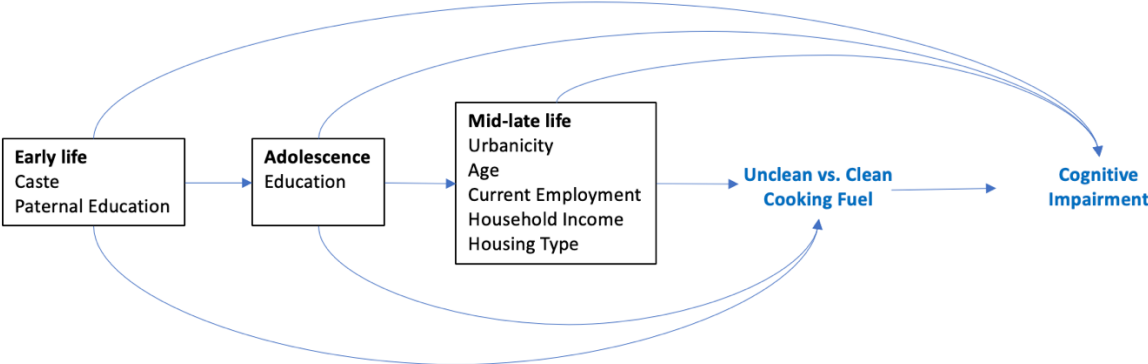 Early life
Caste
Paternal Education
Adolescence
Education
Mid-late life
Urbanicity
Age
Current Employment
Household Income
Housing Type
Unclean vs. Clean
Cooking Fuel
Cognitive
Impairment